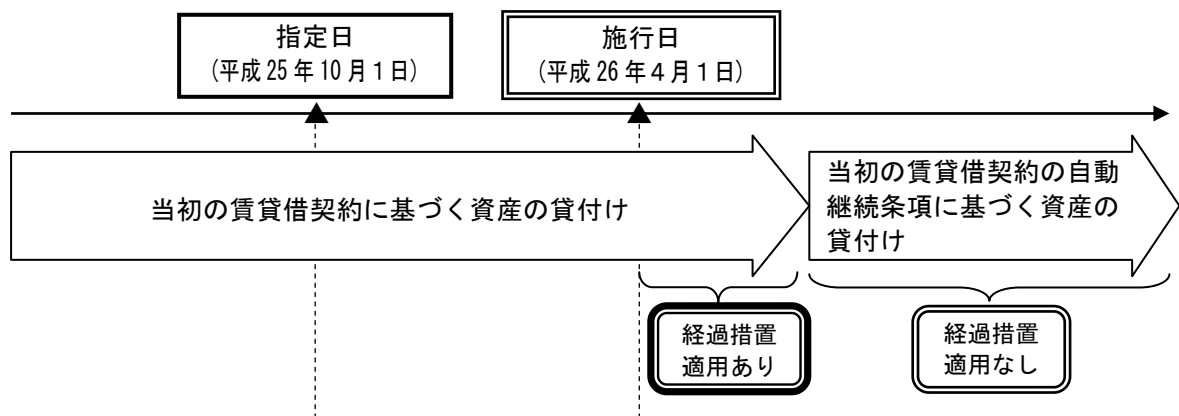 指定日
(平成25年10月1日)
施行日
(平成26年4月1日)
当初の賃貸借契約に基づく資産の貸付け
当初の賃貸借契約の自動
継続条項に基づく資産の
貸付け
経過措置
適用あり
経過措置
適用なし